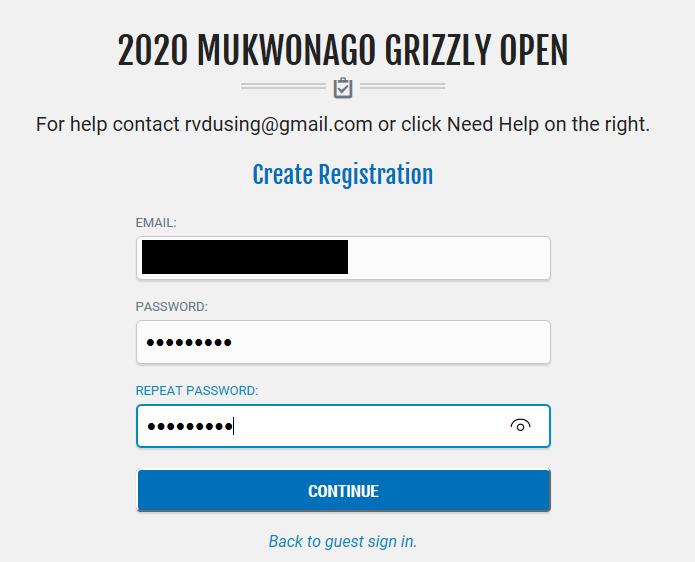 2020 MUKWONAGO GRIZZLY OPEN
For help contact rvdusing@gmail.com or click Need Help on the right.
Create Registration
EMAIL:
PASSWORD:
•••••••••
REPEAT PASSWORD:
•••••••••
CONTINUE
Back to guest sign in.